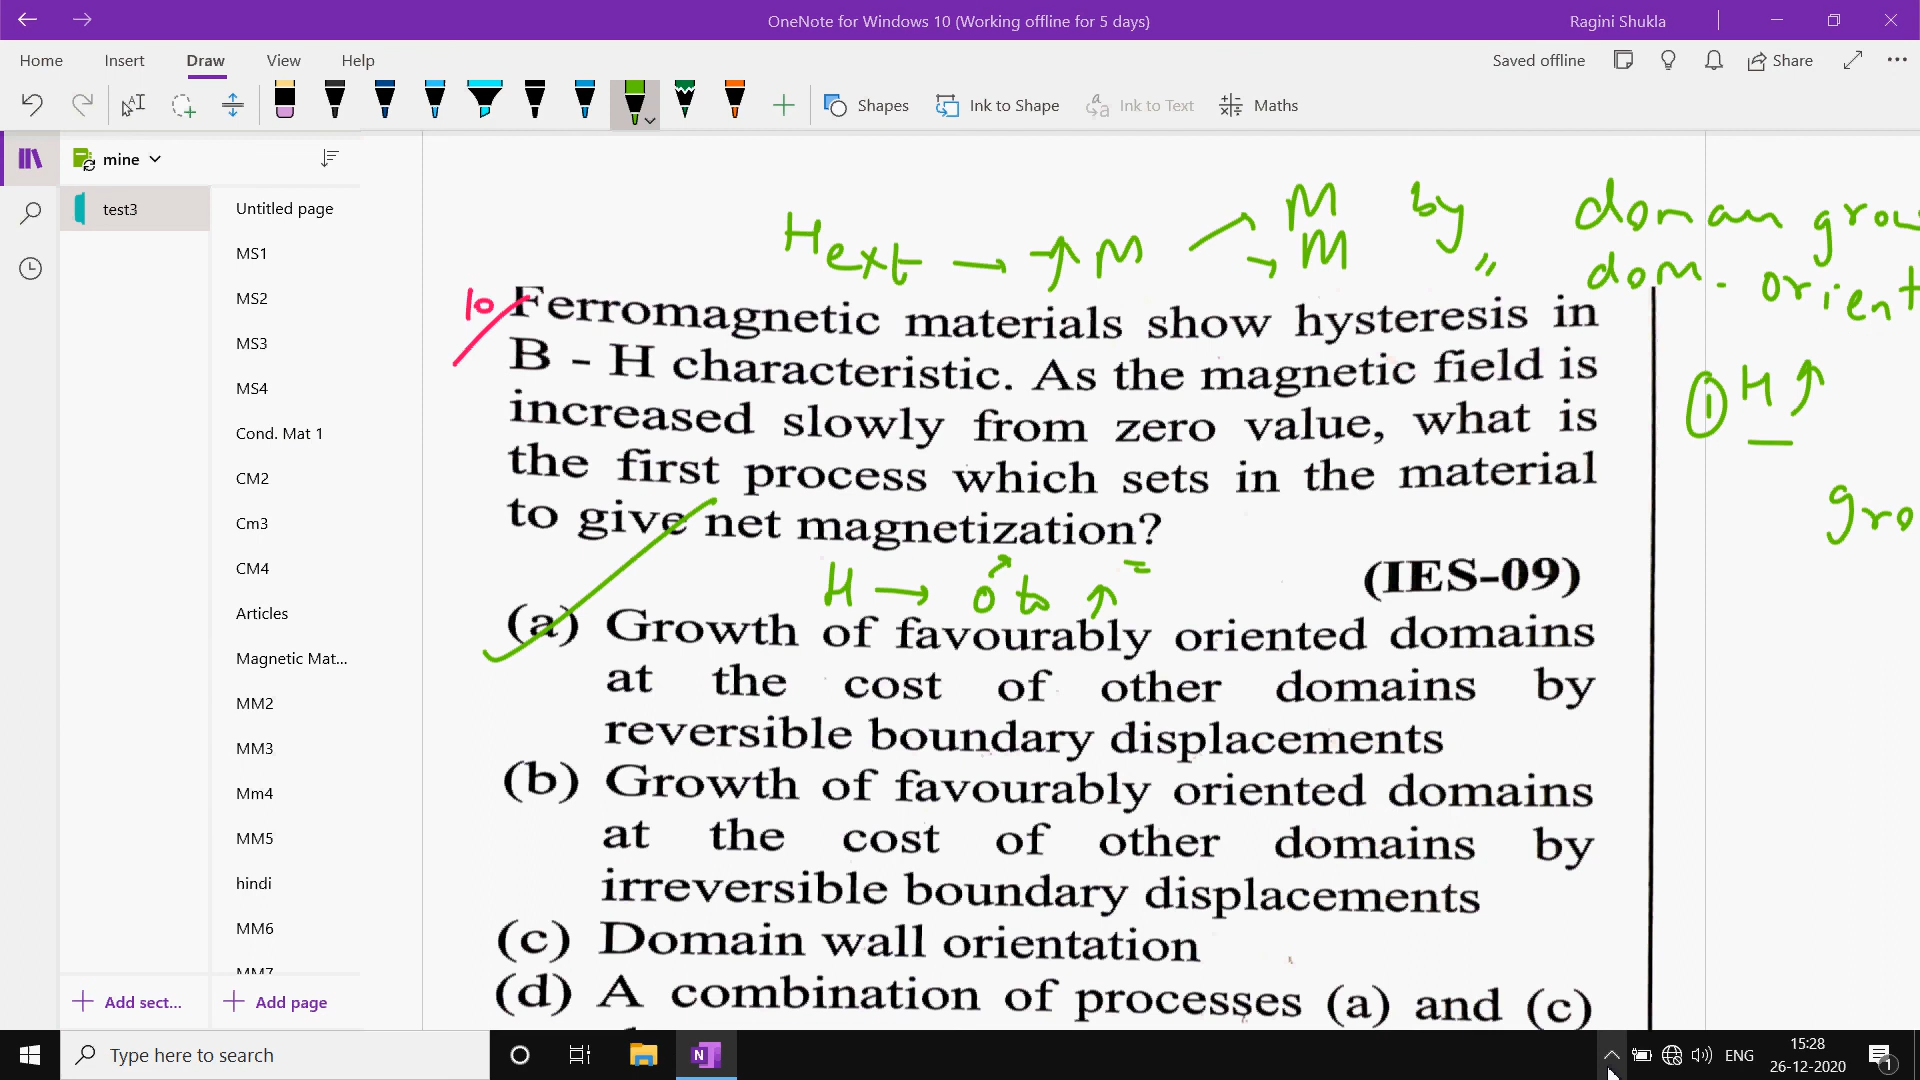 OneNote for Windows 10 (Working offline for 5 days)
Ragini Shukla
Home Insert Draw View Help
Saved offline
Share
Shapes Ink to Shape Ink to Text Maths
mine
test3
Untitled page
MS1
MS2
MS3
MS4
Cond. Mat 1
CM2
Cm3
CM4
Articles
Magnetic Mat...
MM2
MM3
Mm4
MM5
hindi
MM6
MM7
Add sect...
Add page
M by doman grow
Hext → ↑ M → M " dom. orient
10 Ferromagnetic materials show hysteresis in
B - H characteristic. As the magnetic field is
increased slowly from zero value, what is
the first process which sets in the material
to give net magnetization?
(IES-09)
H → 0 to ↑
(a) Growth of favourably oriented domains
at the cost of other domains by
reversible boundary displacements
(b) Growth of favourably oriented domains
at the cost of other domains by
irreversible boundary displacements
(c) Domain wall orientation
(d) A combination of processes (a) and (c)
① H ↑
gro
Type here to search
ENG
15:28
26-12-2020
1